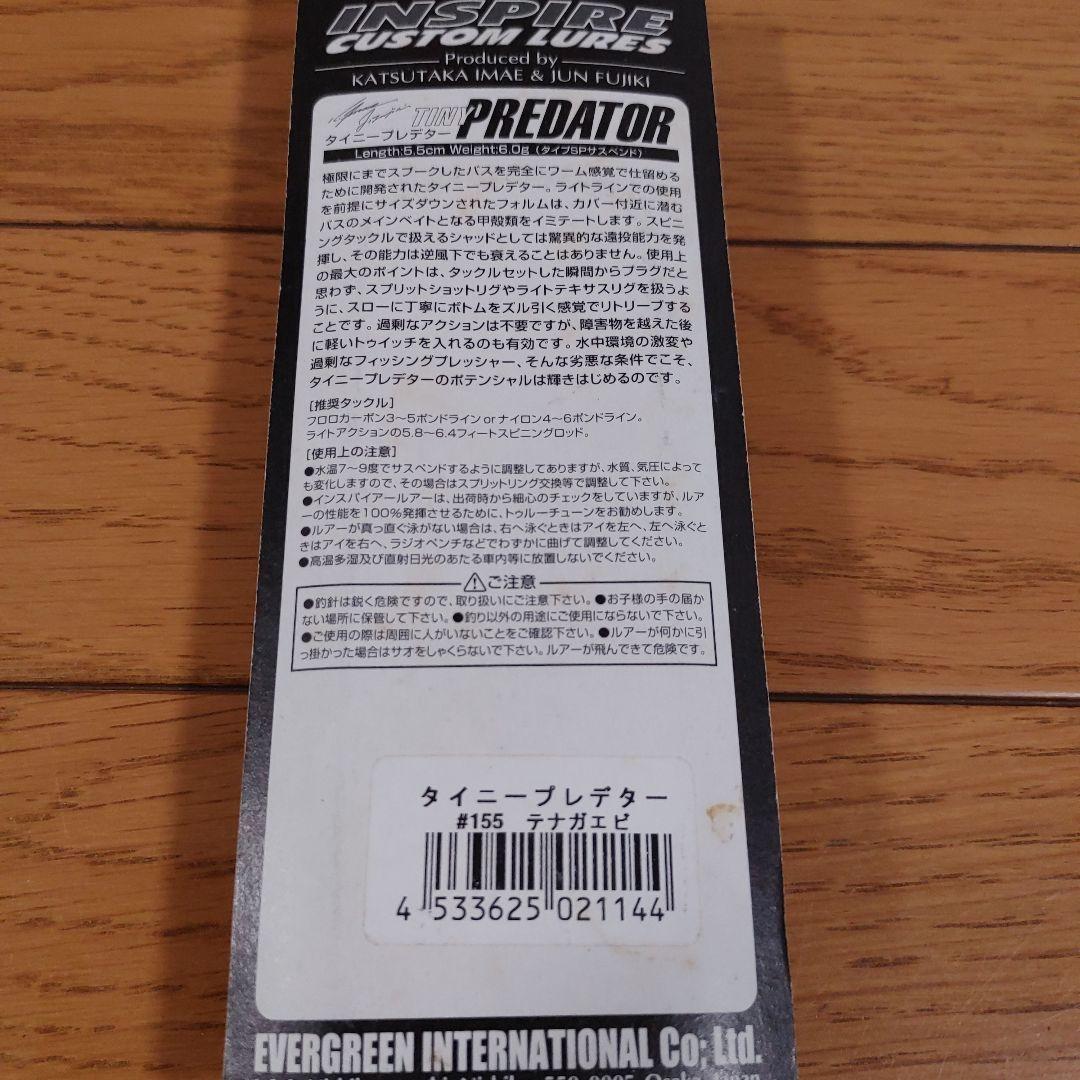 INSPIRE
CUSTOM LURES
Produced by
KATSUTAKA IMAE & JUN FUJIKI
TINY PREDATOR
タイニープレデター
Length:5.5cm Weight:6.0g (タイプSPサスペンド)
極限にまでスプークしたバスを完全にワーム感覚で仕留める
ために開発されたタイニープレデター。ライトラインでの使用
を前提にサイズダウンされたフォルムは、カバー付近に潜む
バスのメインベイトとなる甲殻類をイミテートします。スピニ
ングタックルで扱えるシャッドとしては驚異的な遠投能力を発
揮し、その能力は逆風下でも衰えることはありません。使用上
の最大のポイントは、タックルセットした瞬間からプラグだと
思わず、スプリットショットリグやライトテキサスリグを扱うよう
に、スローに丁寧にボトムをズル引く感覚でリトリーブする
ことです。過剰なアクションは不要ですが、障害物を越えた後
に軽いトゥイッチを入れるのも有効です。水中環境の激変や
過剰なフィッシングプレッシャー、そんな劣悪な条件でこそ、
タイニープレデターのポテンシャルは輝きはじめるのです。
[推奨タックル]
フロロカーボン3〜5ポンドライン or ナイロン4〜6ポンドライン。
ライトアクションの5.8〜6.4フィートスピニングロッド。
[使用上の注意]
●水温7〜9度でサスペンドするように調整してありますが、水質、気圧によって
も変化しますので、その場合はスプリットリング交換等で調整して下さい。
●インスパイアールアーは、出荷時から細心のチェックをしていますが、ルア
ーの性能を100%発揮させるために、トゥルーチューンをお勧めします。
●ルアーが真っ直ぐ泳がない場合は、右へ泳ぐときはアイを左へ、左へ泳ぐと
きはアイを右へ、ラジオペンチなどでわずかに曲げて調整してください。
●高温多湿及び直射日光のあたる車内等に放置しないでください。
⚠ご注意
●釣針は鋭く危険ですので、取り扱いにご注意下さい。●お子様の手の届か
ない場所に保管して下さい。●釣り以外の用途にご使用にならないで下さい。
●ご使用の際は周囲に人がいないことをご確認下さい。●ルアーが何かに引
っ掛かった場合はサオをしゃくらないで下さい。ルアーが飛んできて危険です。
タイニープレデター
#155 テナガエビ
4 533625 021144
EVERGREEN INTERNATIONAL Co; Ltd.